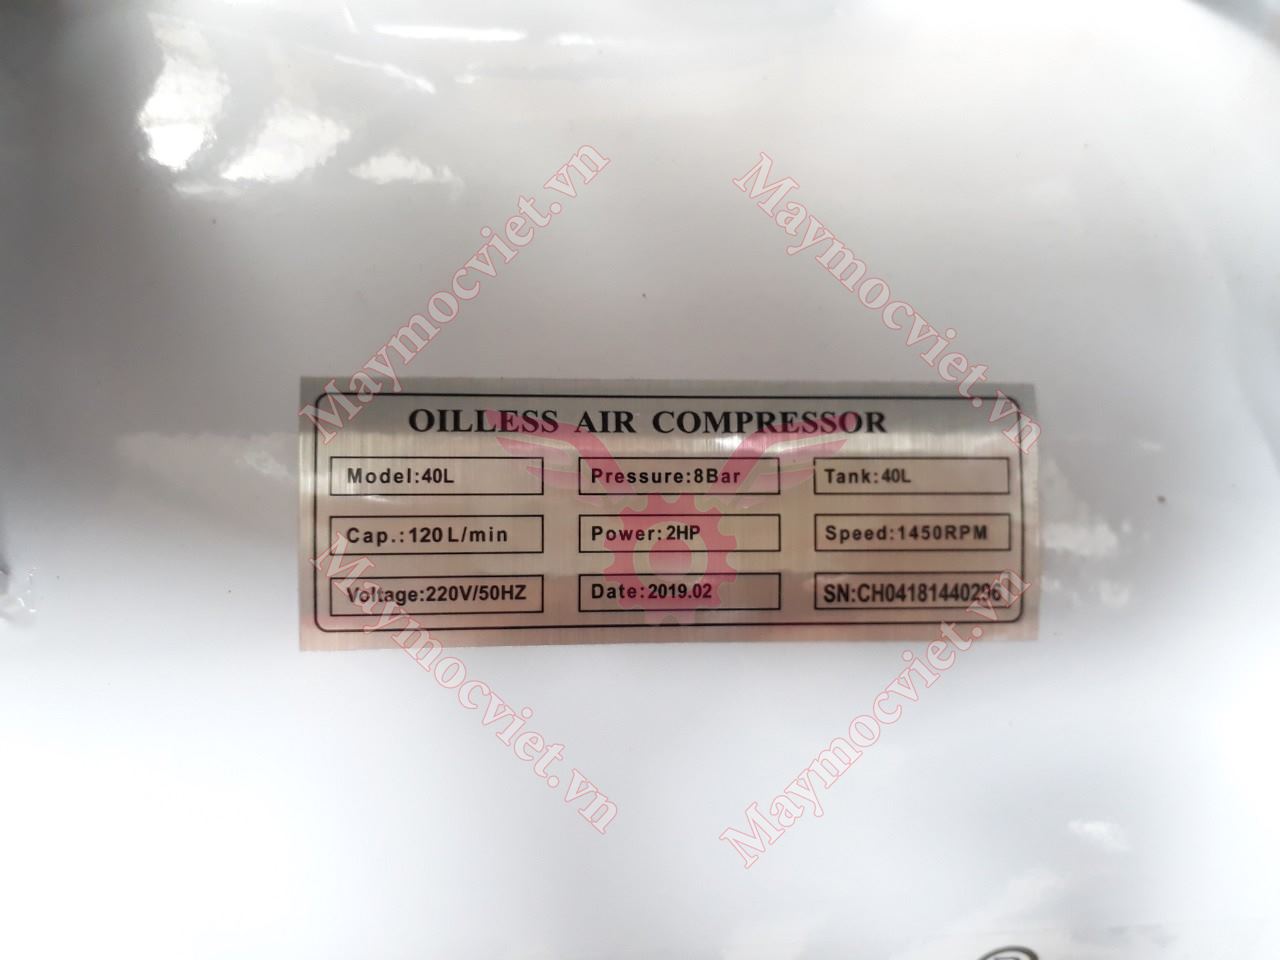 OILLESS AIR COMPRESSOR
Model:40L Pressure:8Bar Tank:40L
Cap.:120L/min Power:2HP Speed:1450RPM
Voltage:220V/50HZ Date:2019.02 SN:CH04181440296
Maymocviet.vn
Maymocviet.vn
Maymocviet.vn
Maymocviet.vn